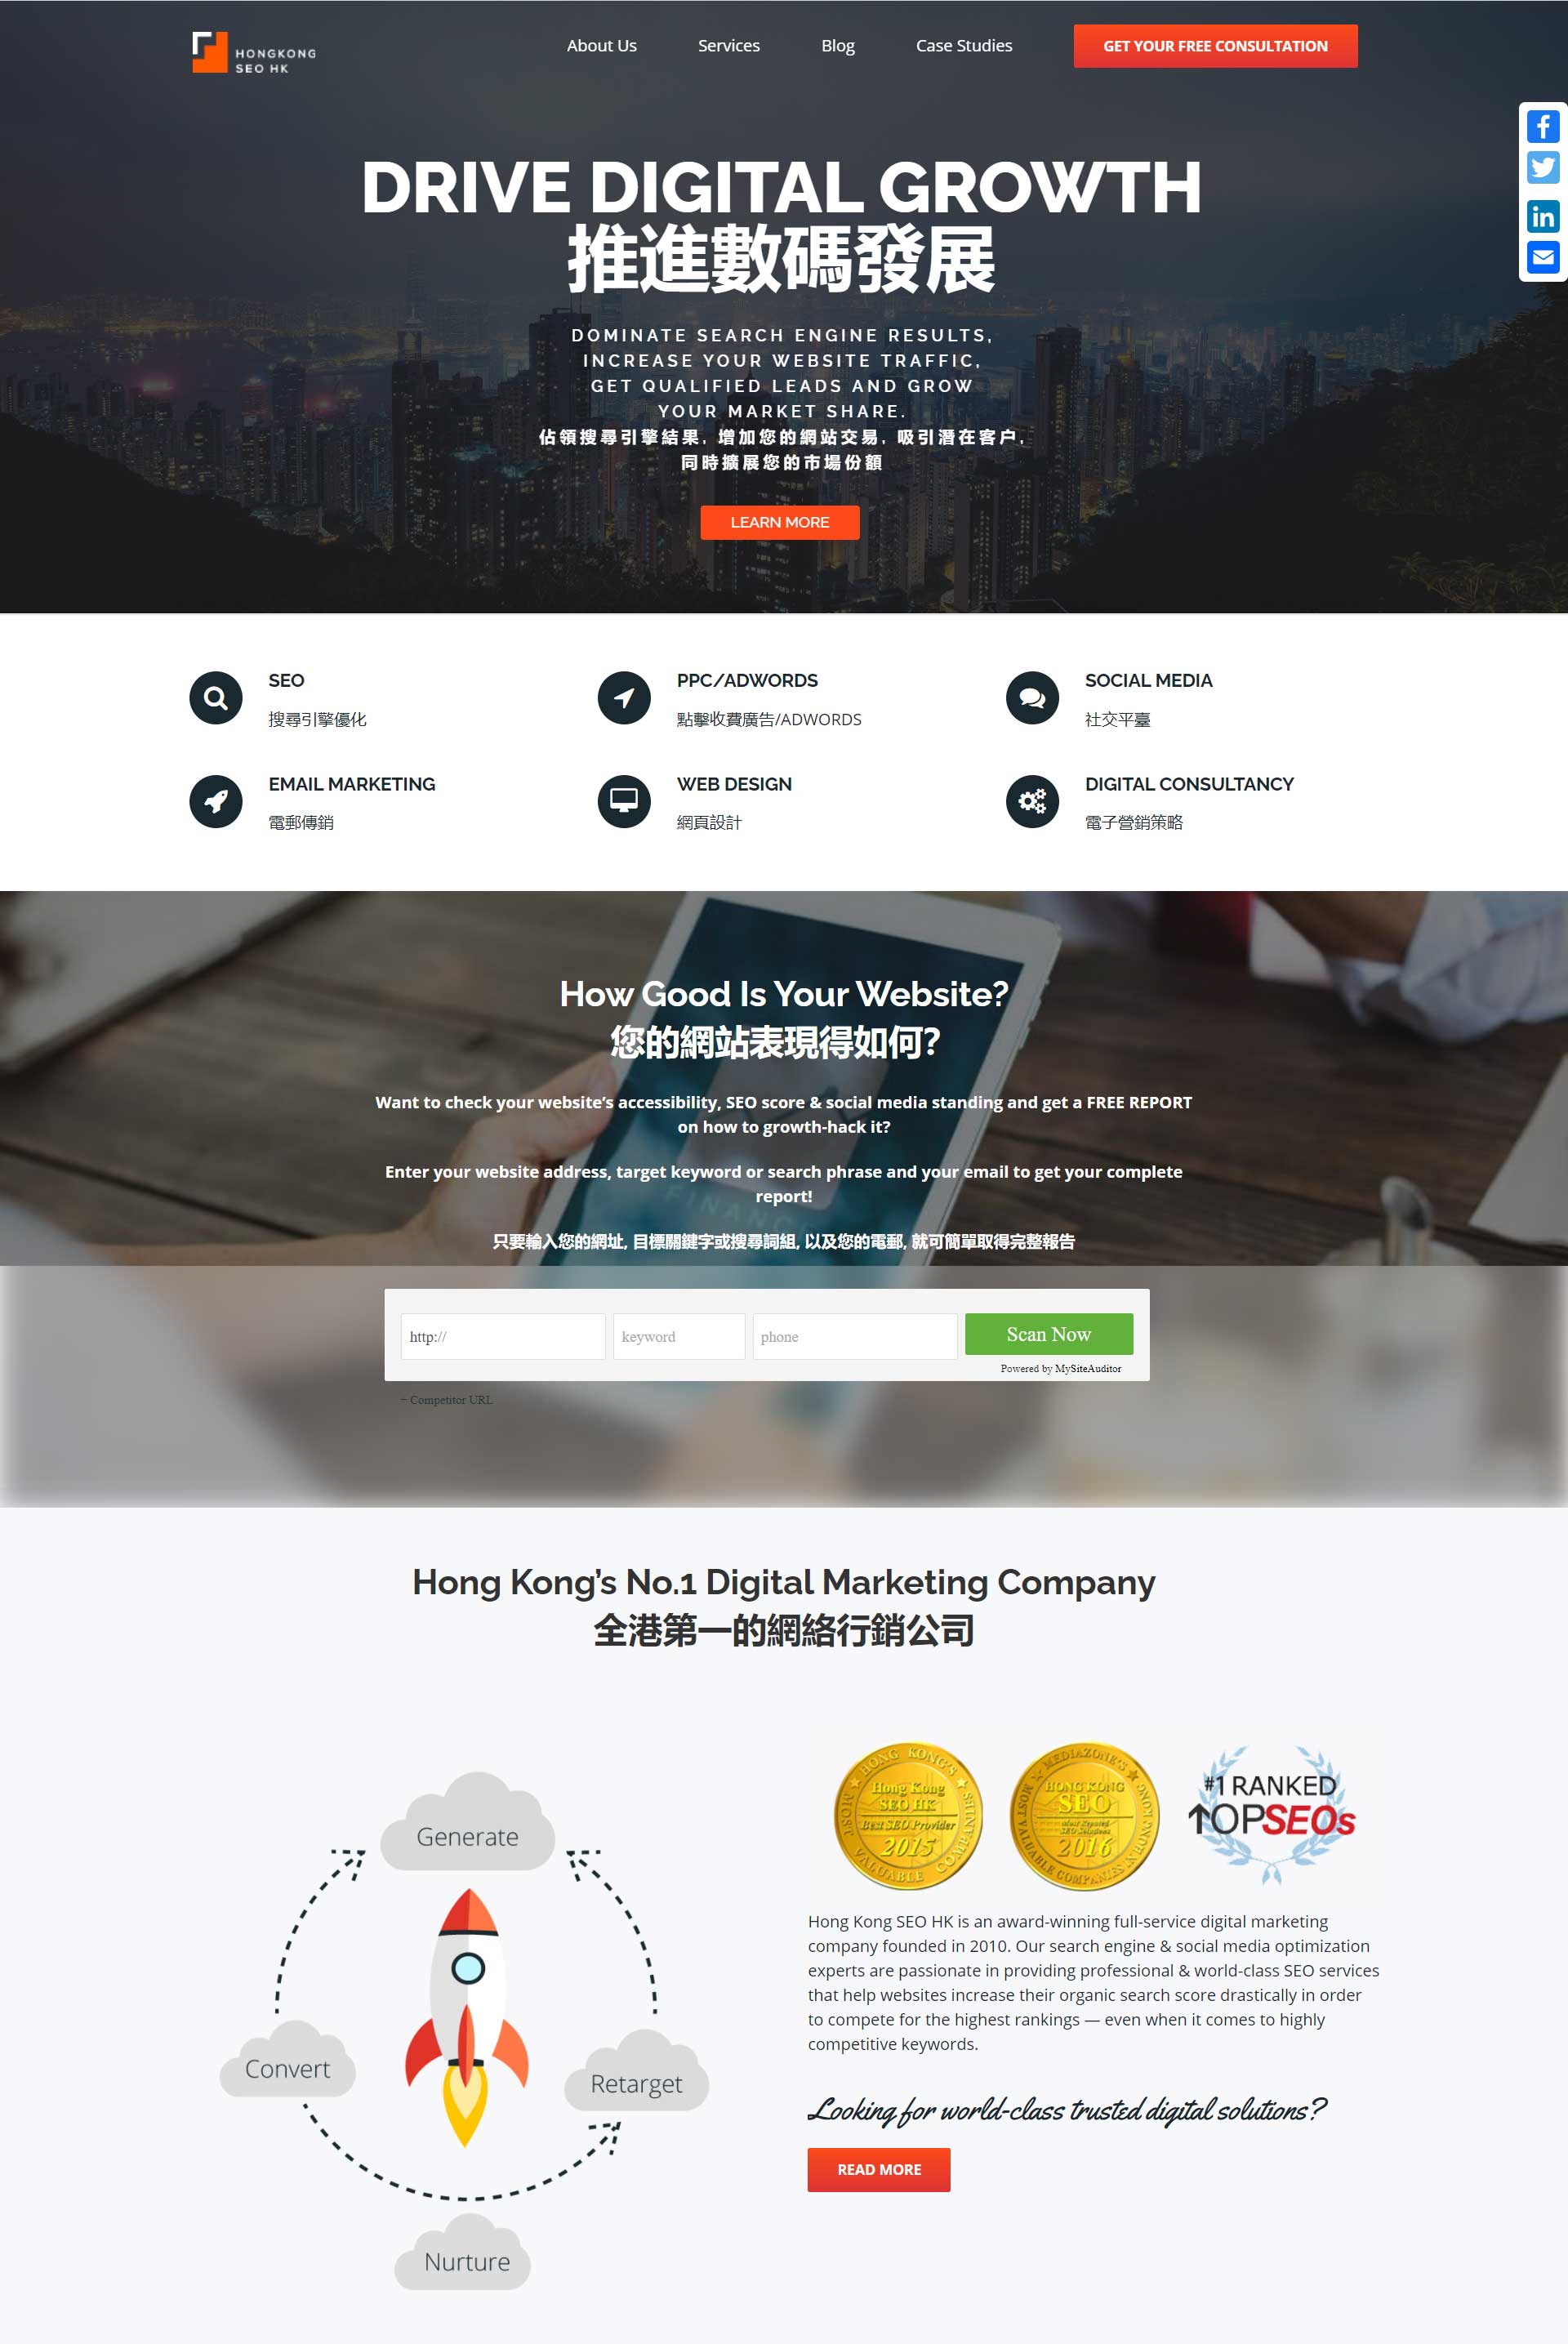 HONGKONG
SEO HK
About Us
Services
Blog
Case Studies
GET YOUR FREE CONSULTATION
DRIVE DIGITAL GROWTH
推進數碼發展
DOMINATE SEARCH ENGINE RESULTS,
INCREASE YOUR WEBSITE TRAFFIC,
GET QUALIFIED LEADS AND GROW
YOUR MARKET SHARE.
佔領搜尋引擎結果, 增加您的網站交易, 吸引潛在客户,
同時擴展您的市場份額
LEARN MORE
SEO
搜尋引擎優化
PPC/ADWORDS
點擊收費廣告/ADWORDS
SOCIAL MEDIA
社交平臺
EMAIL MARKETING
電郵傳銷
WEB DESIGN
網頁設計
DIGITAL CONSULTANCY
電子營銷策略
How Good Is Your Website?
您的網站表現得如何?
Want to check your website’s accessibility, SEO score & social media standing and get a FREE REPORT
on how to growth-hack it?
Enter your website address, target keyword or search phrase and your email to get your complete
report!
只要輸入您的網址, 目標關鍵字或搜尋詞組, 以及您的電郵, 就可簡單取得完整報告
FINANCE
http://
keyword
phone
Scan Now
Powered by MySiteAuditor
+ Competitor URL
Hong Kong’s No.1 Digital Marketing Company
全港第一的網絡行銷公司
Generate
Convert
Retarget
Nurture
HONG KONG'S
MOST VALUABLE COMPANIES
Hong Kong
SEO HK
Best SEO Provider
2015
MEDIAZONE'S
MOST VALUABLE COMPANIES IN HONG KONG
HONG KONG
SEO
Most Reputed
SEO Solutions
2016
#1 RANKED
TOPSEOs
Hong Kong SEO HK is an award-winning full-service digital marketing
company founded in 2010. Our search engine & social media optimization
experts are passionate in providing professional & world-class SEO services
that help websites increase their organic search score drastically in order
to compete for the highest rankings — even when it comes to highly
competitive keywords.
Looking for world-class trusted digital solutions?
READ MORE